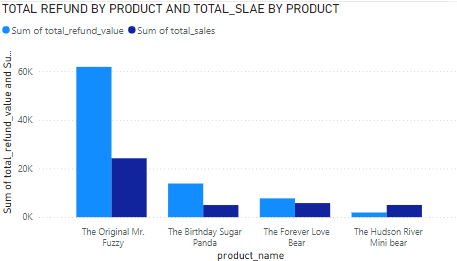 TOTAL REFUND BY PRODUCT AND TOTAL_SLAE BY PRODUCT
Sum of total_refund_value Sum of total_sales
Sum of total_refund_value and Su...
60K
40K
20K
0K
The Original Mr. Fuzzy
The Birthday Sugar Panda
The Forever Love Bear
The Hudson River Mini bear
product_name